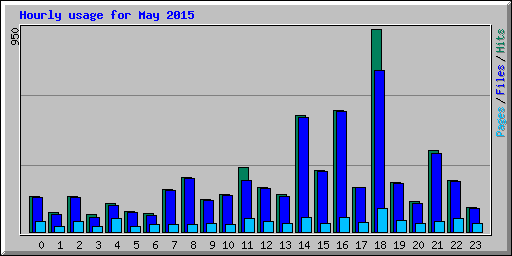 Hourly usage for May 2015
950
Pages / Files / Hits
0 1 2 3 4 5 6 7 8 9 10 11 12 13 14 15 16 17 18 19 20 21 22 23